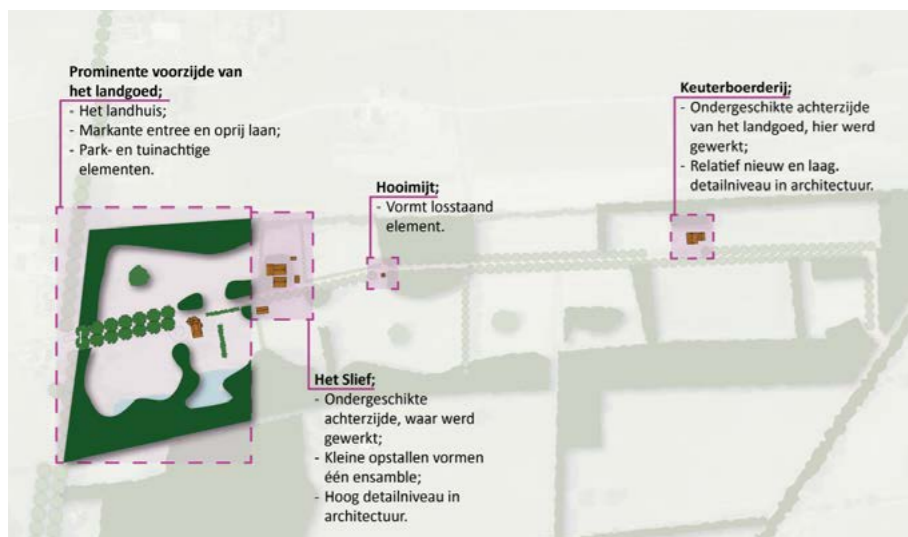 Prominente voorzijde van
het landgoed;
- Het landhuis;
- Markante entree en oprij laan;
- Park- en tuinachtige
elementen.
Hooimijt;
- Vormt losstaand
element.
Keuterboerderij;
- Ondergeschikte achterzijde
van het landgoed, hier werd
gewerkt;
- Relatief nieuw en laag.
detailniveau in architectuur.
Het Slief;
- Ondergeschikte
achterzijde, waar werd
gewerkt;
- Kleine opstallen vormen
één ensamble;
- Hoog detailniveau in
architectuur.